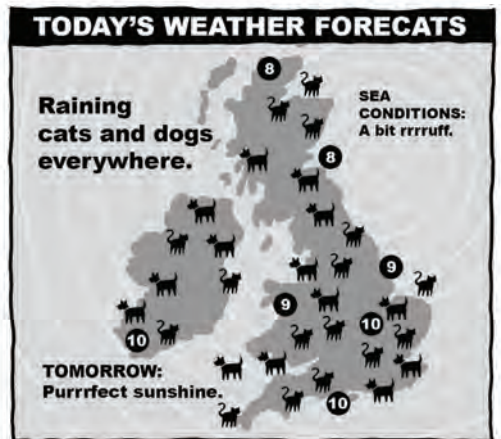 TODAY'S WEATHER FORECATS
8
Raining
cats and dogs
everywhere.
SEA
CONDITIONS:
A bit rrrruff.
8
9
9
10
10
TOMORROW:
Purrrfect sunshine.
10